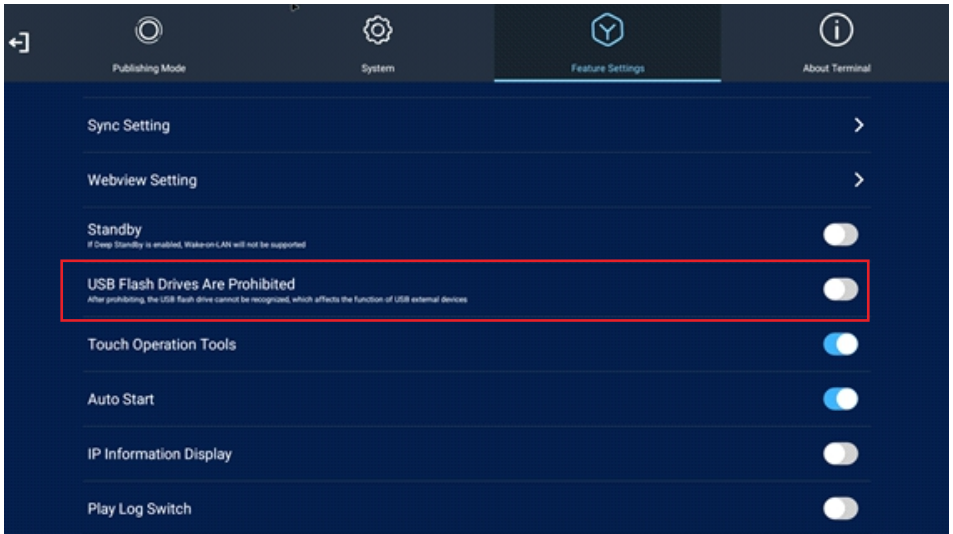 Publishing Mode
System
Feature Settings
About Terminal
Sync Setting
Webview Setting
Standby
If Deep Standby is enabled, Wake-on-LAN will not be supported
USB Flash Drives Are Prohibited
After prohibiting, the USB flash drive cannot be recognized, which affects the function of USB external devices
Touch Operation Tools
Auto Start
IP Information Display
Play Log Switch